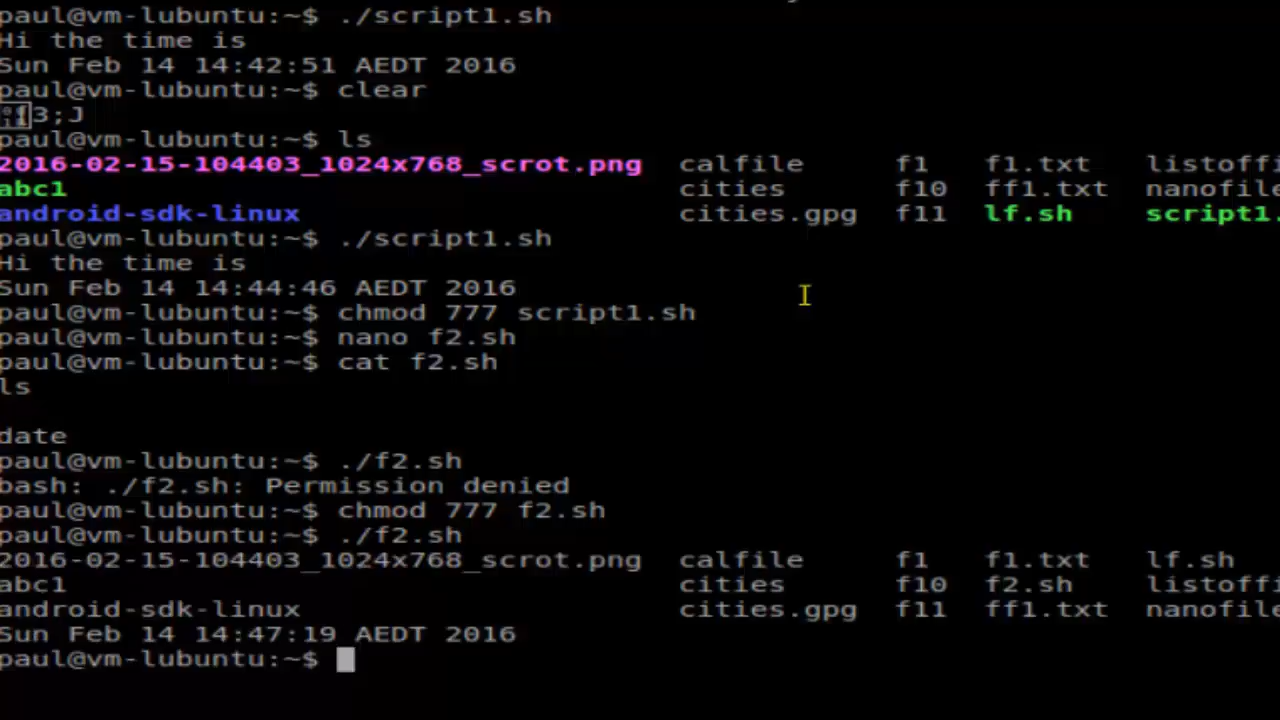 paul@vm-lubuntu:~$ ./script1.sh
Hi the time is
Sun Feb 14 14:42:51 AEDT 2016
paul@vm-lubuntu:~$ clear
3;J
paul@vm-lubuntu:~$ ls
2016-02-15-104403_1024x768_scrot.png calfile f1 f1.txt listoffi
abc1 cities f10 ff1.txt nanofile
android-sdk-linux cities.gpg f11 lf.sh script1.
paul@vm-lubuntu:~$ ./script1.sh
Hi the time is
Sun Feb 14 14:44:46 AEDT 2016
paul@vm-lubuntu:~$ chmod 777 script1.sh
paul@vm-lubuntu:~$ nano f2.sh
paul@vm-lubuntu:~$ cat f2.sh
ls
date
paul@vm-lubuntu:~$ ./f2.sh
bash: ./f2.sh: Permission denied
paul@vm-lubuntu:~$ chmod 777 f2.sh
paul@vm-lubuntu:~$ ./f2.sh
2016-02-15-104403_1024x768_scrot.png calfile f1 f1.txt lf.sh
abc1 cities f10 f2.sh listoffi
android-sdk-linux cities.gpg f11 ff1.txt nanofile
Sun Feb 14 14:47:19 AEDT 2016
paul@vm-lubuntu:~$